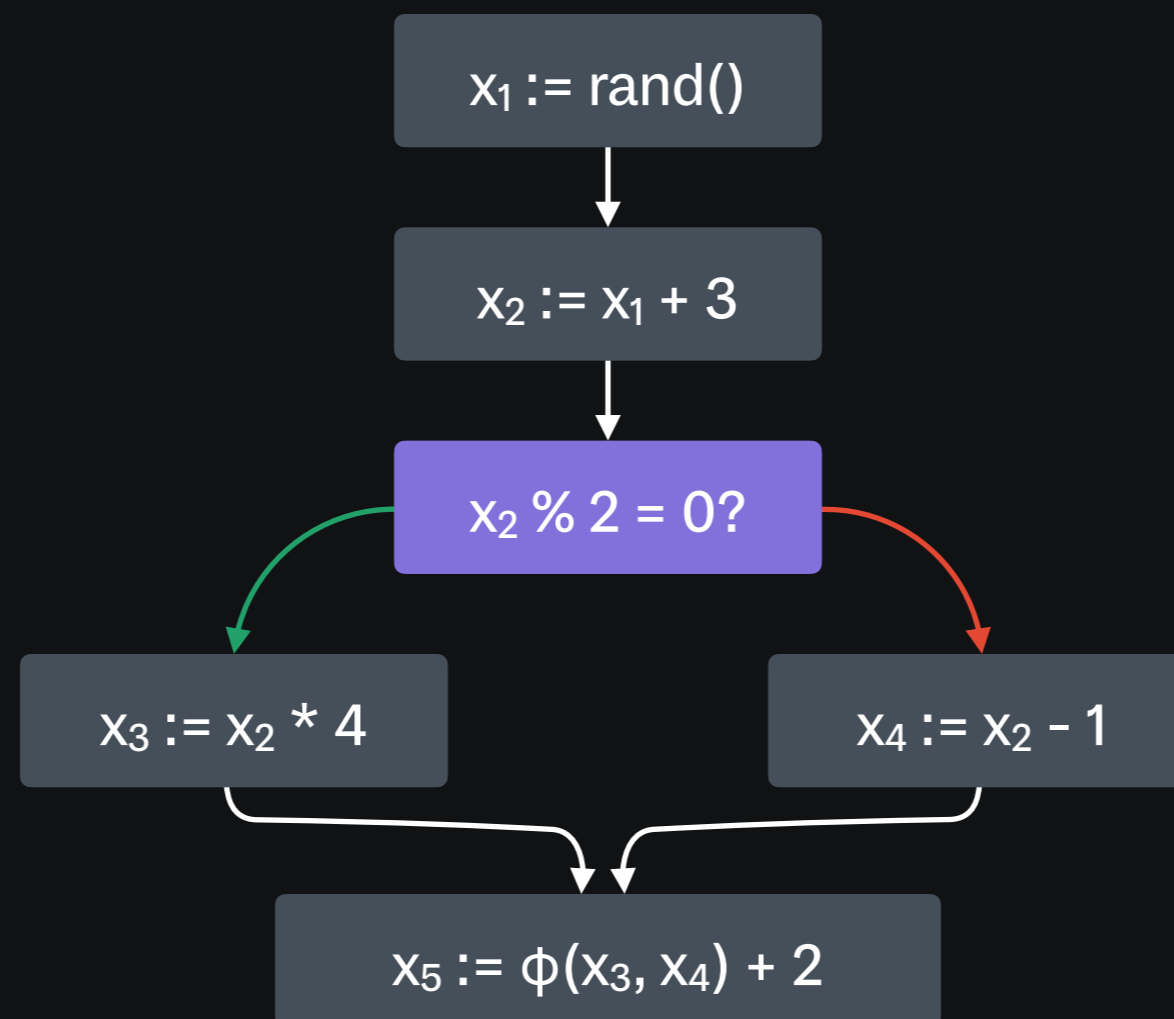 x₁ := rand()
x₂ := x₁ + 3
x₂ % 2 = 0?
x₃ := x₂ * 4
x₄ := x₂ - 1
x₅ := ϕ(x₃, x₄) + 2